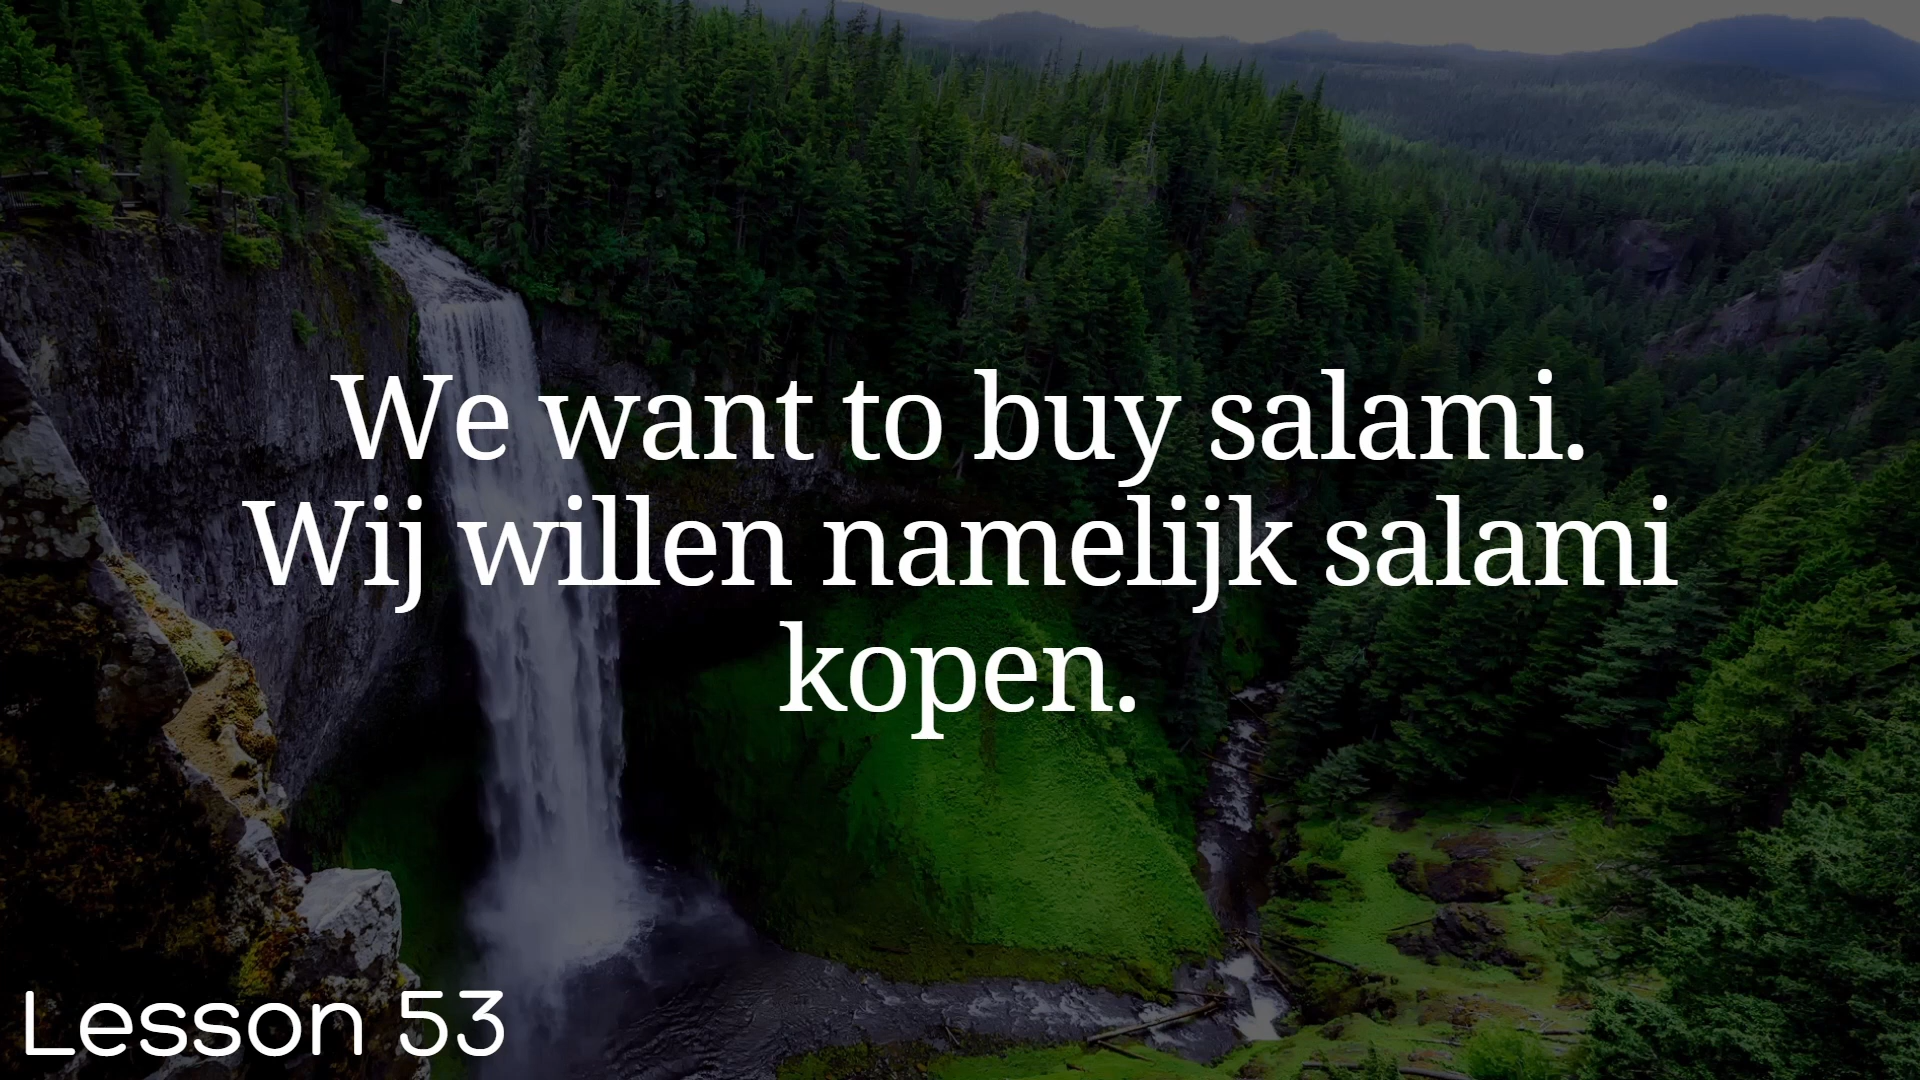 We want to buy salami.
Wij willen namelijk salami
kopen.
Lesson 53